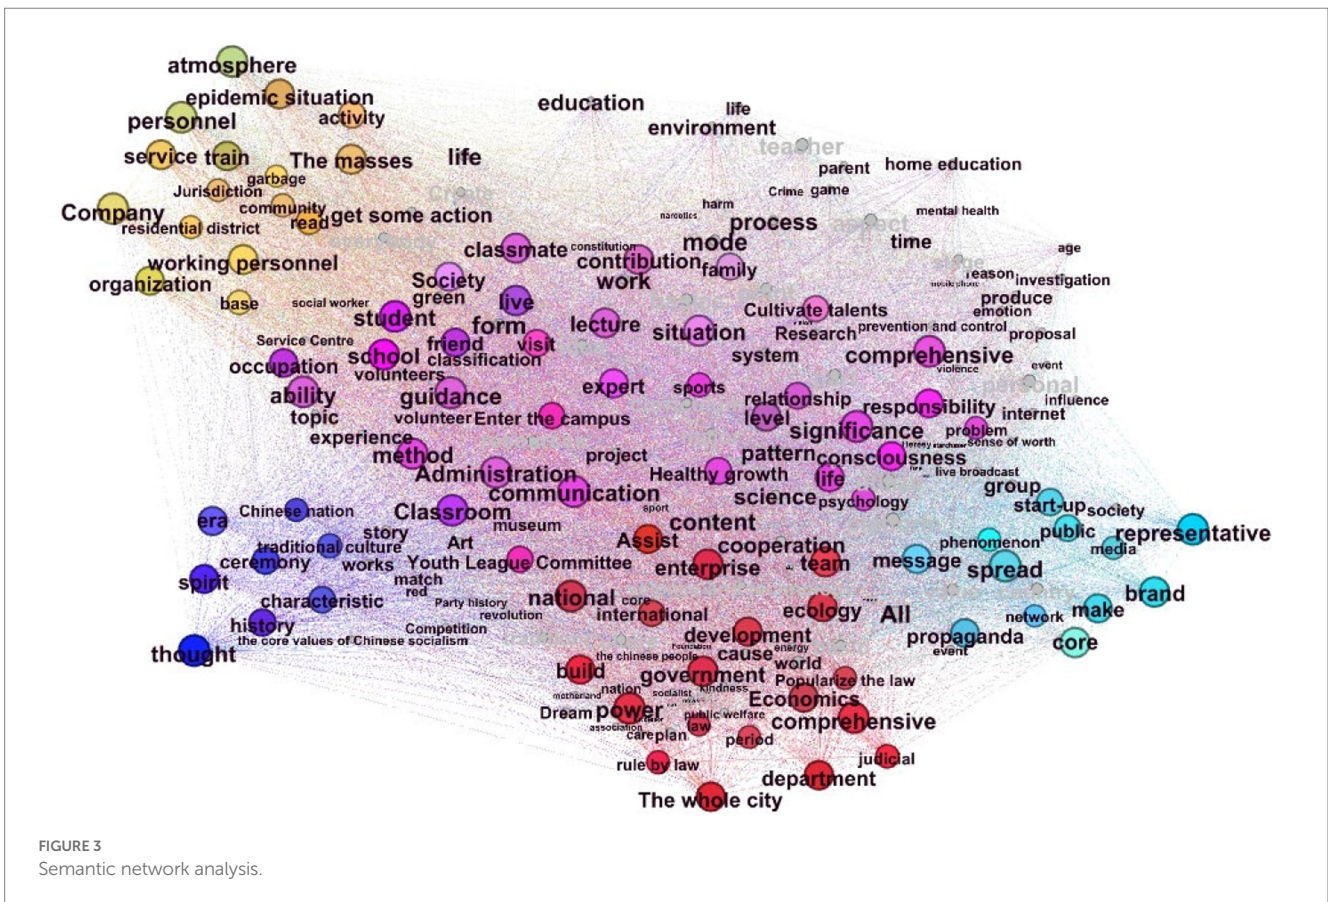 atmosphere
epidemic situation
education
life
personnel
activity
environment
teacher
service
train
The masses
life
parent
home education
garbage
Jurisdiction
Crime
game
Company
community
harm
mental health
residential district
read
get some action
narcotics
process
aspect
everybody
classmate
constitution
mode
time
age
working personnel
contribution
family
organization
Society
work
reason
investigation
mobile phone
base
social worker
green
live
produce
student
form
lecture
situation
Cultivate talents
emotion
Service Centre
friend
visit
Research
prevention and control
proposal
occupation
school
classification
system
comprehensive
volunteers
violence
event
ability
guidance
expert
sports
relationship
personal
topic
volunteer
Enter the campus
level
responsibility
influence
internet
experience
significance
problem
method
project
pattern
consciousness
sense of worth
Administration
Healthy growth
life
live broadcast
communication
science
psychology
group
era
Chinese nation
Classroom
museum
sport
content
start-up
society
story
Art
Assist
cooperation
phenomenon
public
representative
traditional culture
media
ceremony
works
Youth League Committee
enterprise
team
message
spread
spirit
match
red
national
core
brand
characteristic
Party history
international
ecology
All
make
history
revolution
network
Competition
development
propaganda
the core values of Chinese socialism
core
thought
the chinese people
cause
energy
event
build
government
world
Popularize the law
nation
socialist
kindness
motherland
Economics
Dream
power
public welfare
comprehensive
association
care
plan
law
period
rule by law
judicial
department
The whole city
FIGURE 3
Semantic network analysis.